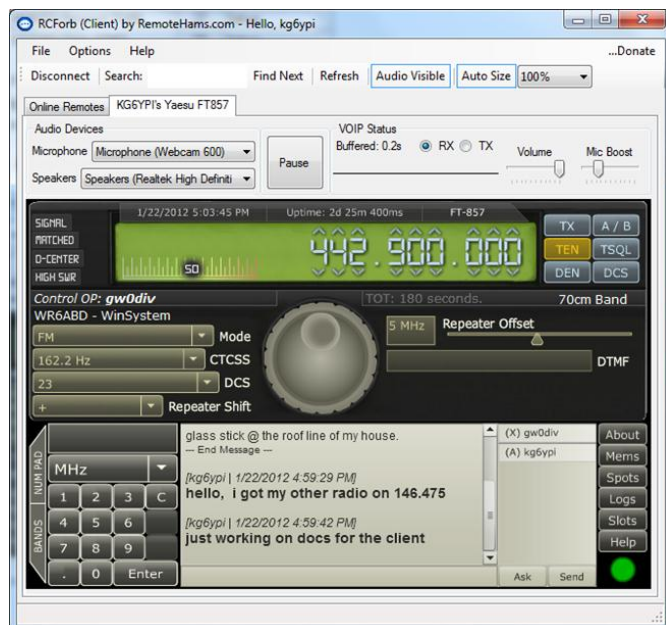 RCForb (Client) by RemoteHams.com - Hello, kg6ypi
File Options Help ...Donate
Disconnect Search: Find Next Refresh Audio Visible Auto Size 100%
Online Remotes KG6YPI's Yaesu FT857
Audio Devices VOIP Status
Microphone Microphone (Webcam 600) Pause Buffered: 0.2s RX TX Volume Mic Boost
Speakers Speakers (Realtek High Definiti
1/22/2012 5:03:45 PM Uptime: 2d 25m 400ms FT-857
SIGNAL TX A / B
MATCHED 442.900.000 TEN TSQL
D-CENTER
HIGH SWR S0 DEN DCS
Control OP: gw0div TOT: 180 seconds. 70cm Band
WR6ABD - WinSystem
FM Mode 5 MHz Repeater Offset
162.2 Hz CTCSS DTMF
23 DCS
+ Repeater Shift
glass stick @ the roof line of my house. (X) gw0div About
--- End Message --- (A) kg6ypi Mems
NUM PAD MHz [kg6ypi | 1/22/2012 4:59:29 PM] Spots
1 2 3 C hello, i got my other radio on 146.475 Logs
BANDS 4 5 6 [kg6ypi | 1/22/2012 4:59:42 PM] Slots
7 8 9 just working on docs for the client Help
. 0 Enter Ask Send